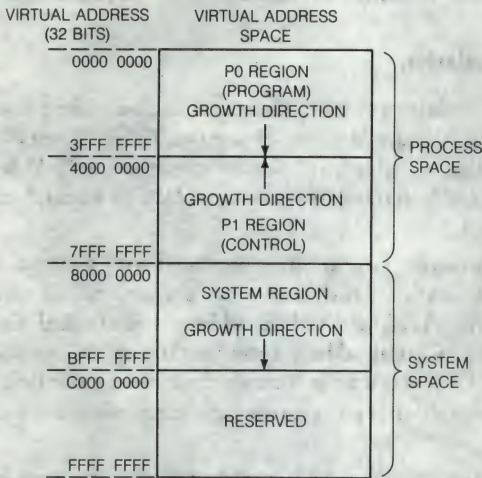 VIRTUAL ADDRESS
(32 BITS)
VIRTUAL ADDRESS
SPACE
0000 0000
P0 REGION
(PROGRAM)
GROWTH DIRECTION
3FFF FFFF
4000 0000
PROCESS
SPACE
GROWTH DIRECTION
P1 REGION
(CONTROL)
7FFF FFFF
8000 0000
SYSTEM REGION
GROWTH DIRECTION
BFFF FFFF
C000 0000
SYSTEM
SPACE
RESERVED
FFFF FFFF